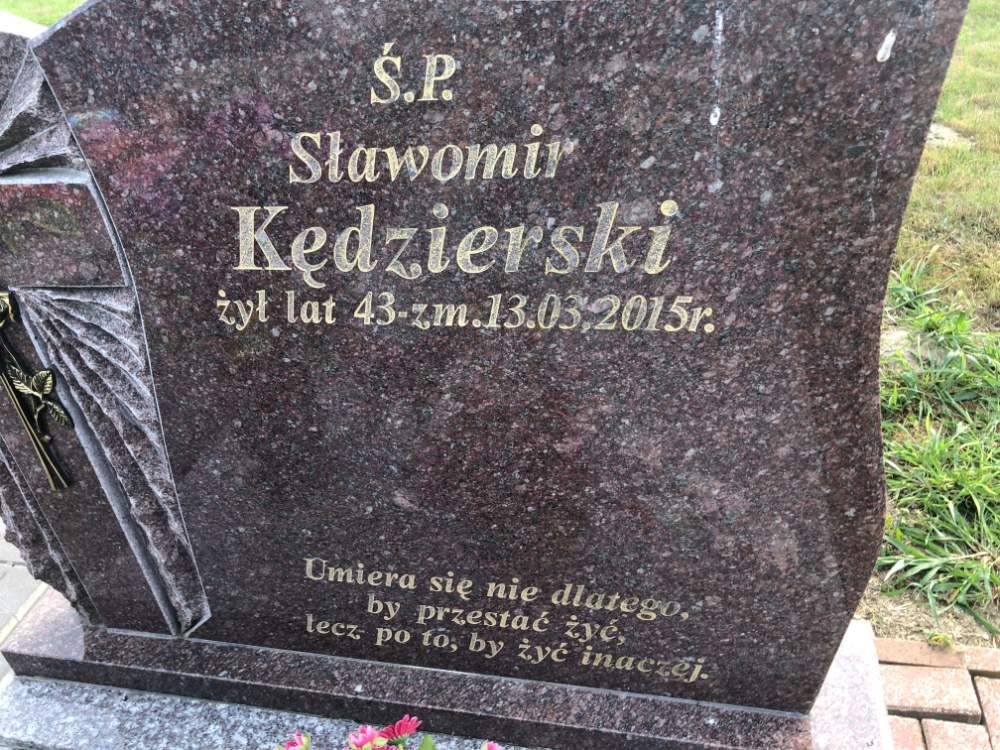 Ś.P.
Sławomir
Kędzierski
żył lat 43-zm.13.03.2015r.
Umiera się nie dlatego,
by przestać żyć,
lecz po to, by żyć inaczej.